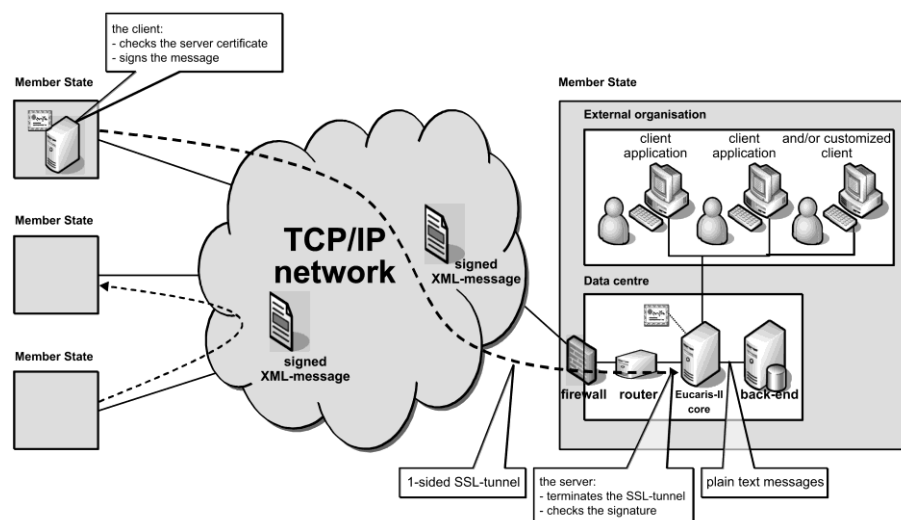 the client:
- checks the server certificate
- signs the message
Member State
Member State
External organisation
client
application
client
application
and/or customized
client
Member State
TCP/IP
network
signed
XML-message
signed
XML-message
Data centre
Member State
firewall
router
Eucaris-II
core
back-end
1-sided SSL-tunnel
the server:
- terminates the SSL-tunnel
- checks the signature
plain text messages